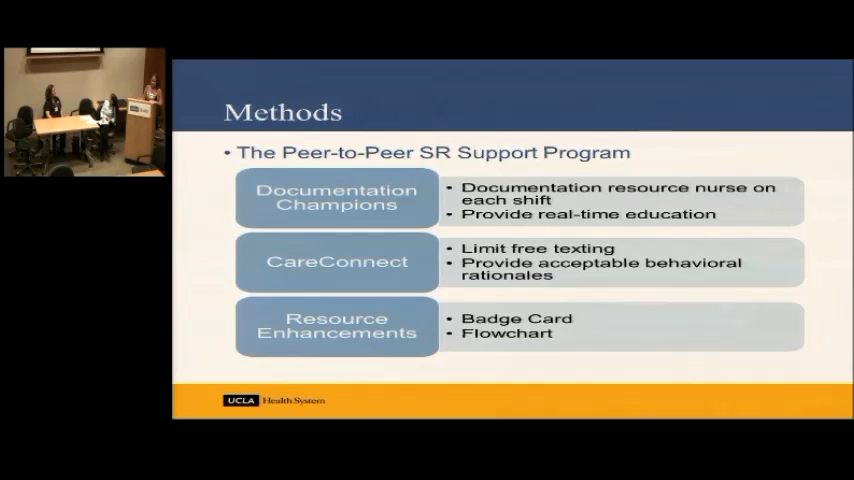 Methods
• The Peer-to-Peer SR Support Program
Documentation
Champions
• Documentation resource nurse on
each shift
• Provide real-time education
CareConnect
• Limit free texting
• Provide acceptable behavioral
rationales
Resource
Enhancements
• Badge Card
• Flowchart
UCLA Health System